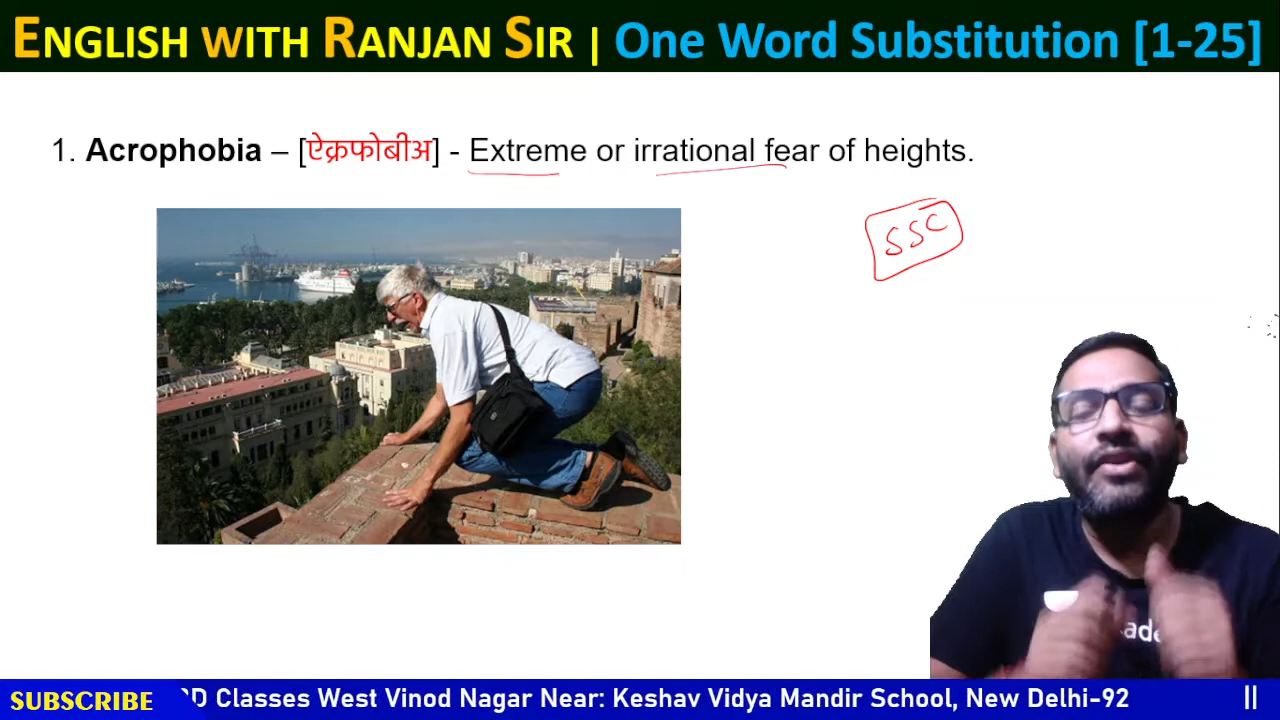 ENGLISH WITH RANJAN SIR | One Word Substitution [1-25]
1. Acrophobia – [ऐक्रफोबीअ] - Extreme or irrational fear of heights.
SSC
SUBSCRIBE
D Classes West Vinod Nagar Near: Keshav Vidya Mandir School, New Delhi-92 ||